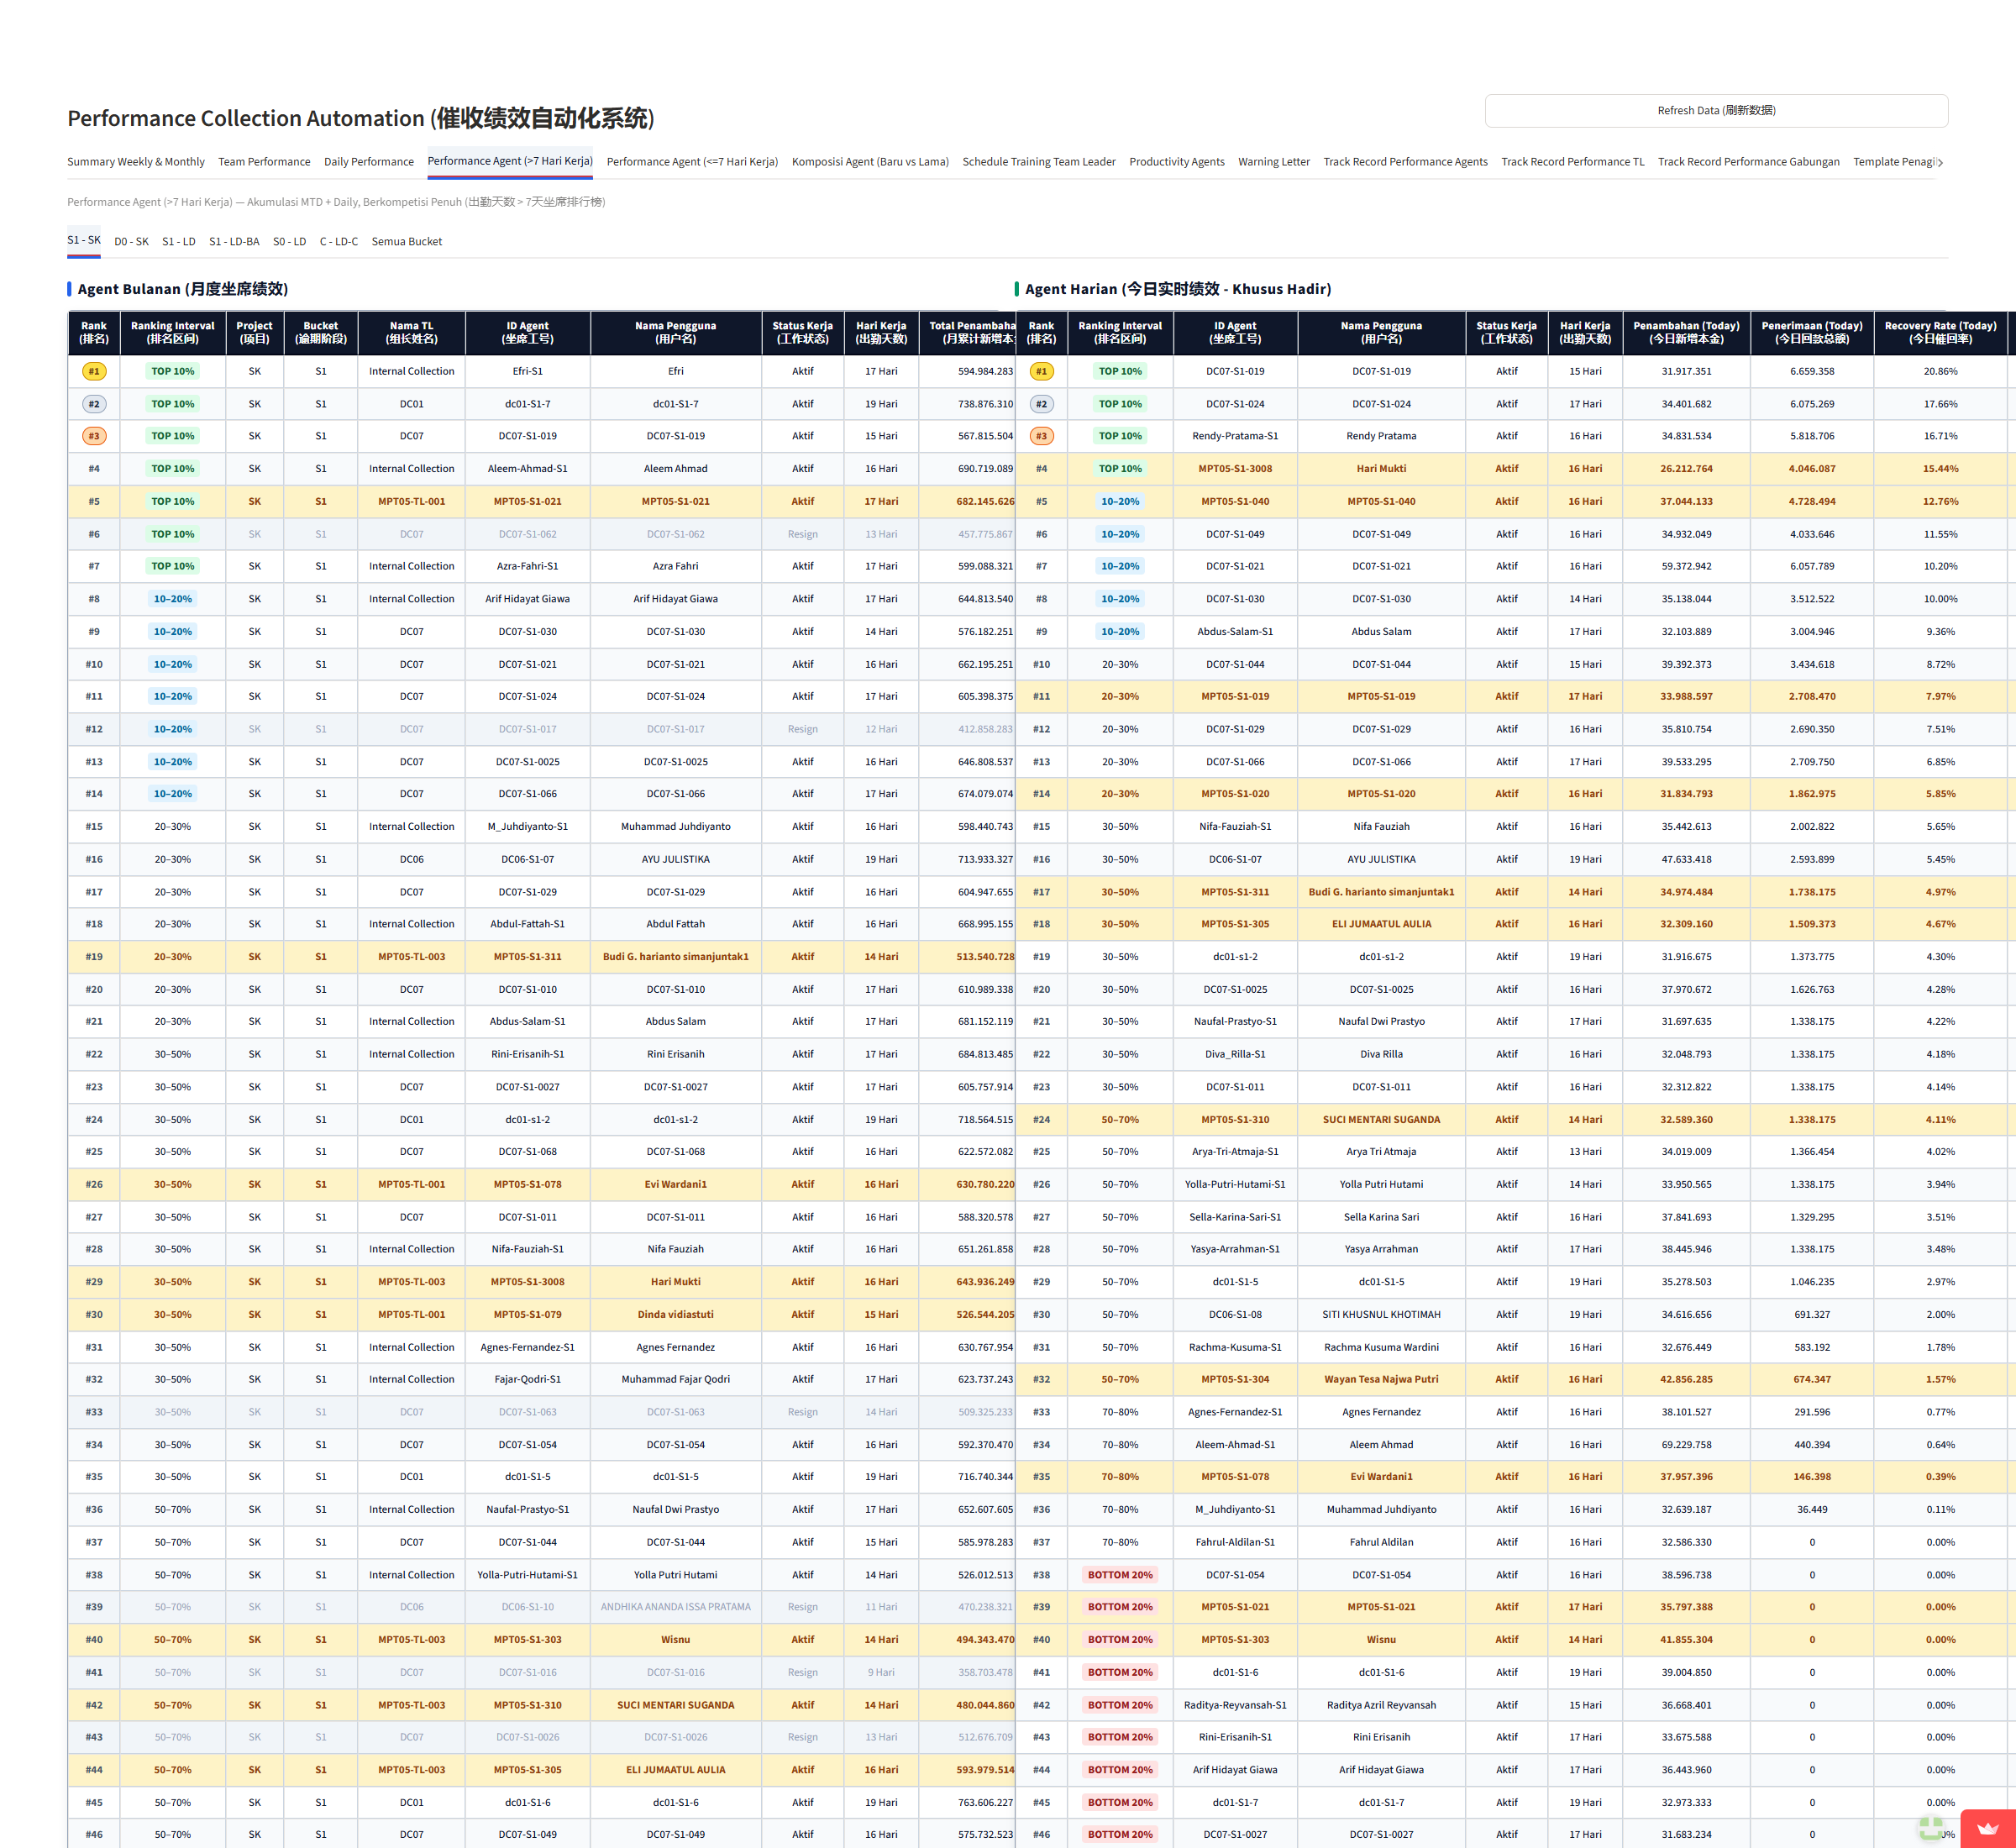 Performance Collection Automation (催收绩效自动化系统)
Refresh Data (刷新数据)
Summary Weekly & Monthly Team Performance Daily Performance Performance Agent (>7 Hari Kerja) Performance Agent (<=7 Hari Kerja) Komposisi Agent (Baru vs Lama) Schedule Training Team Leader Productivity Agents Warning Letter Track Record Performance Agents Track Record Performance TL Track Record Performance Gabungan Template Penagi
Performance Agent (>7 Hari Kerja) — Akumulasi MTD + Daily, Berkompetisi Penuh (出勤天数 > 7天坐席排行榜)
S1 - SK D0 - SK S1 - LD S1 - LD-BA S0 - LD C - LD-C Semua Bucket
Agent Bulanan (月度坐席绩效)
Rank Ranking Interval Project Bucket Nama TL ID Agent Nama Pengguna Status Kerja Hari Kerja Total Penambaha
(排名) (排名区间) (项目) (逾期阶段) (组长姓名) (坐席工号) (用户名) (工作状态) (出勤天数) (月累计新增本
#1 TOP 10% SK S1 Internal Collection Efri-S1 Efri Aktif 17 Hari 594.984.283
#2 TOP 10% SK S1 DC01 dc01-S1-7 dc01-S1-7 Aktif 19 Hari 738.876.310
#3 TOP 10% SK S1 DC07 DC07-S1-019 DC07-S1-019 Aktif 15 Hari 567.815.504
#4 TOP 10% SK S1 Internal Collection Aleem-Ahmad-S1 Aleem Ahmad Aktif 16 Hari 690.719.089
#5 TOP 10% SK S1 MPT05-TL-001 MPT05-S1-021 MPT05-S1-021 Aktif 17 Hari 682.145.626
#6 TOP 10% SK S1 DC07 DC07-S1-062 DC07-S1-062 Resign 13 Hari 457.775.867
#7 TOP 10% SK S1 Internal Collection Azra-Fahri-S1 Azra Fahri Aktif 17 Hari 599.088.321
#8 10–20% SK S1 Internal Collection Arif Hidayat Giawa Arif Hidayat Giawa Aktif 17 Hari 644.813.540
#9 10–20% SK S1 DC07 DC07-S1-030 DC07-S1-030 Aktif 14 Hari 576.182.251
#10 10–20% SK S1 DC07 DC07-S1-021 DC07-S1-021 Aktif 16 Hari 662.195.251
#11 10–20% SK S1 DC07 DC07-S1-024 DC07-S1-024 Aktif 17 Hari 605.398.375
#12 10–20% SK S1 DC07 DC07-S1-017 DC07-S1-017 Resign 12 Hari 412.858.283
#13 10–20% SK S1 DC07 DC07-S1-0025 DC07-S1-0025 Aktif 16 Hari 646.808.537
#14 10–20% SK S1 DC07 DC07-S1-066 DC07-S1-066 Aktif 17 Hari 674.079.074
#15 20–30% SK S1 Internal Collection M_Juhdiyanto-S1 Muhammad Juhdiyanto Aktif 16 Hari 598.440.743
#16 20–30% SK S1 DC06 DC06-S1-07 AYU JULISTIKA Aktif 19 Hari 713.933.327
#17 20–30% SK S1 DC07 DC07-S1-029 DC07-S1-029 Aktif 16 Hari 604.947.655
#18 20–30% SK S1 Internal Collection Abdul-Fattah-S1 Abdul Fattah Aktif 16 Hari 668.995.155
#19 20–30% SK S1 MPT05-TL-003 MPT05-S1-311 Budi G. harianto simanjuntak1 Aktif 14 Hari 513.540.728
#20 20–30% SK S1 DC07 DC07-S1-010 DC07-S1-010 Aktif 17 Hari 610.989.338
#21 20–30% SK S1 Internal Collection Abdus-Salam-S1 Abdus Salam Aktif 17 Hari 681.152.119
#22 30–50% SK S1 Internal Collection Rini-Erisanih-S1 Rini Erisanih Aktif 17 Hari 684.813.485
#23 30–50% SK S1 DC07 DC07-S1-0027 DC07-S1-0027 Aktif 17 Hari 605.757.914
#24 30–50% SK S1 DC01 dc01-s1-2 dc01-s1-2 Aktif 19 Hari 718.564.515
#25 30–50% SK S1 DC07 DC07-S1-068 DC07-S1-068 Aktif 17 Hari 622.572.082
#26 30–50% SK S1 MPT05-TL-001 MPT05-S1-078 Evi Wardani1 Aktif 16 Hari 630.780.220
#27 30–50% SK S1 DC07 DC07-S1-011 DC07-S1-011 Aktif 16 Hari 588.320.578
#28 30–50% SK S1 Internal Collection Nifa-Fauziah-S1 Nifa Fauziah Aktif 16 Hari 651.261.858
#29 30–50% SK S1 MPT05-TL-003 MPT05-S1-3008 Hari Mukti Aktif 16 Hari 643.936.249
#30 30–50% SK S1 MPT05-TL-001 MPT05-S1-079 Dinda vidiastuti Aktif 15 Hari 526.544.205
#31 30–50% SK S1 Internal Collection Agnes-Fernandez-S1 Agnes Fernandez Aktif 16 Hari 630.767.954
#32 30–50% SK S1 Internal Collection Fajar-Qodri-S1 Muhammad Fajar Qodri Aktif 17 Hari 623.737.243
#33 30–50% SK S1 DC07 DC07-S1-063 DC07-S1-063 Resign 14 Hari 509.325.233
#34 30–50% SK S1 DC07 DC07-S1-054 DC07-S1-054 Aktif 16 Hari 592.370.470
#35 30–50% SK S1 DC01 dc01-S1-5 dc01-S1-5 Aktif 19 Hari 716.740.344
#36 50–70% SK S1 Internal Collection Naufal-Prastyo-S1 Naufal Dwi Prastyo Aktif 17 Hari 652.607.605
#37 50–70% SK S1 DC07 DC07-S1-044 DC07-S1-044 Aktif 15 Hari 585.978.283
#38 50–70% SK S1 Internal Collection Yolla-Putri-Hutami-S1 Yolla Putri Hutami Aktif 14 Hari 526.012.513
#39 50–70% SK S1 DC06 DC06-S1-10 ANDHIKA ANANDA ISSA PRATAMA Resign 11 Hari 470.238.321
#40 50–70% SK S1 MPT05-TL-003 MPT05-S1-303 Wisnu Aktif 14 Hari 494.343.470
#41 50–70% SK S1 DC07 DC07-S1-016 DC07-S1-016 Resign 9 Hari 358.703.478
#42 50–70% SK S1 MPT05-TL-003 MPT05-S1-310 SUCI MENTARI SUGANDA Aktif 14 Hari 480.044.860
#43 50–70% SK S1 DC07 DC07-S1-0026 DC07-S1-0026 Resign 13 Hari 512.676.709
#44 50–70% SK S1 MPT05-TL-003 MPT05-S1-305 ELI JUMAATUL AULIA Aktif 16 Hari 593.979.514
#45 50–70% SK S1 DC01 dc01-S1-6 dc01-S1-6 Aktif 19 Hari 763.606.227
#46 50–70% SK S1 DC07 DC07-S1-049 DC07-S1-049 Aktif 16 Hari 575.732.523
Agent Harian (今日实时绩效 - Khusus Hadir)
Rank Ranking Interval ID Agent Nama Pengguna Status Kerja Hari Kerja Penambahan (Today) Penerimaan (Today) Recovery Rate (Today)
(排名) (排名区间) (坐席工号) (用户名) (工作状态) (出勤天数) (今日新增本金) (今日回款总额) (今日催回率)
#1 TOP 10% DC07-S1-019 DC07-S1-019 Aktif 15 Hari 31.917.351 6.659.358 20.86%
#2 TOP 10% DC07-S1-024 DC07-S1-024 Aktif 17 Hari 34.401.682 6.075.269 17.66%
#3 TOP 10% Rendy-Pratama-S1 Rendy Pratama Aktif 16 Hari 34.831.534 5.818.706 16.71%
#4 TOP 10% MPT05-S1-3008 Hari Mukti Aktif 16 Hari 26.212.764 4.046.087 15.44%
#5 10–20% MPT05-S1-040 MPT05-S1-040 Aktif 16 Hari 37.044.133 4.728.494 12.76%
#6 10–20% DC07-S1-049 DC07-S1-049 Aktif 16 Hari 34.932.049 4.033.646 11.55%
#7 10–20% DC07-S1-021 DC07-S1-021 Aktif 16 Hari 59.372.942 6.057.789 10.20%
#8 10–20% DC07-S1-030 DC07-S1-030 Aktif 14 Hari 35.138.044 3.512.522 10.00%
#9 10–20% Abdus-Salam-S1 Abdus Salam Aktif 17 Hari 32.103.889 3.004.946 9.36%
#10 20–30% DC07-S1-044 DC07-S1-044 Aktif 15 Hari 39.392.373 3.434.618 8.72%
#11 20–30% MPT05-S1-019 MPT05-S1-019 Aktif 17 Hari 33.988.597 2.708.470 7.97%
#12 20–30% DC07-S1-029 DC07-S1-029 Aktif 16 Hari 35.810.754 2.690.350 7.51%
#13 20–30% DC07-S1-066 DC07-S1-066 Aktif 17 Hari 39.533.295 2.709.750 6.85%
#14 20–30% MPT05-S1-020 MPT05-S1-020 Aktif 16 Hari 31.834.793 1.862.975 5.85%
#15 30–50% Nifa-Fauziah-S1 Nifa Fauziah Aktif 16 Hari 35.442.613 2.002.822 5.65%
#16 30–50% DC06-S1-07 AYU JULISTIKA Aktif 19 Hari 47.633.418 2.593.899 5.45%
#17 30–50% MPT05-S1-311 Budi G. harianto simanjuntak1 Aktif 14 Hari 34.974.484 1.738.175 4.97%
#18 30–50% MPT05-S1-305 ELI JUMAATUL AULIA Aktif 16 Hari 32.309.160 1.509.373 4.67%
#19 30–50% dc01-s1-2 dc01-s1-2 Aktif 19 Hari 31.916.675 1.373.775 4.30%
#20 30–50% DC07-S1-0025 DC07-S1-0025 Aktif 16 Hari 37.970.672 1.626.763 4.28%
#21 30–50% Naufal-Prastyo-S1 Naufal Dwi Prastyo Aktif 17 Hari 31.697.635 1.338.175 4.22%
#22 30–50% Diva_Rilla-S1 Diva Rilla Aktif 16 Hari 32.048.793 1.338.175 4.18%
#23 30–50% DC07-S1-011 DC07-S1-011 Aktif 16 Hari 32.312.822 1.338.175 4.14%
#24 50–70% MPT05-S1-310 SUCI MENTARI SUGANDA Aktif 14 Hari 32.589.360 1.338.175 4.11%
#25 50–70% Arya-Tri-Atmaja-S1 Arya Tri Atmaja Aktif 13 Hari 34.019.009 1.366.454 4.02%
#26 50–70% Yolla-Putri-Hutami-S1 Yolla Putri Hutami Aktif 14 Hari 33.950.565 1.338.175 3.94%
#27 50–70% Sella-Karina-Sari-S1 Sella Karina Sari Aktif 16 Hari 37.841.693 1.329.295 3.51%
#28 50–70% Yasya-Arrahman-S1 Yasya Arrahman Aktif 17 Hari 38.445.946 1.338.175 3.48%
#29 50–70% dc01-S1-5 dc01-S1-5 Aktif 19 Hari 35.278.503 1.046.235 2.97%
#30 50–70% DC06-S1-08 SITI KHUSNUL KHOTIMAH Aktif 19 Hari 34.616.656 691.327 2.00%
#31 50–70% Rachma-Kusuma-S1 Rachma Kusuma Wardini Aktif 16 Hari 32.676.449 583.192 1.78%
#32 50–70% MPT05-S1-304 Wayan Tesa Najwa Putri Aktif 16 Hari 42.856.285 674.347 1.57%
#33 70–80% Agnes-Fernandez-S1 Agnes Fernandez Aktif 16 Hari 38.101.527 291.596 0.77%
#34 70–80% Aleem-Ahmad-S1 Aleem Ahmad Aktif 16 Hari 69.229.758 440.394 0.64%
#35 70–80% MPT05-S1-078 Evi Wardani1 Aktif 16 Hari 37.957.396 146.398 0.39%
#36 70–80% M_Juhdiyanto-S1 Muhammad Juhdiyanto Aktif 16 Hari 32.639.187 36.449 0.11%
#37 70–80% Fahrul-Aldilan-S1 Fahrul Aldilan Aktif 16 Hari 32.586.330 0 0.00%
#38 BOTTOM 20% DC07-S1-054 DC07-S1-054 Aktif 16 Hari 38.596.738 0 0.00%
#39 BOTTOM 20% MPT05-S1-021 MPT05-S1-021 Aktif 17 Hari 35.797.388 0 0.00%
#40 BOTTOM 20% MPT05-S1-303 Wisnu Aktif 14 Hari 41.855.304 0 0.00%
#41 BOTTOM 20% dc01-S1-6 dc01-S1-6 Aktif 19 Hari 39.004.850 0 0.00%
#42 BOTTOM 20% Raditya-Reyvansah-S1 Raditya Azril Reyvansah Aktif 15 Hari 36.668.401 0 0.00%
#43 BOTTOM 20% Rini-Erisanih-S1 Rini Erisanih Aktif 17 Hari 33.675.588 0 0.00%
#44 BOTTOM 20% Arif Hidayat Giawa Arif Hidayat Giawa Aktif 17 Hari 36.443.960 0 0.00%
#45 BOTTOM 20% dc01-S1-7 dc01-S1-7 Aktif 19 Hari 32.973.333 0 0.00%
#46 BOTTOM 20% DC07-S1-0027 DC07-S1-0027 Aktif 17 Hari 31.683.234 0